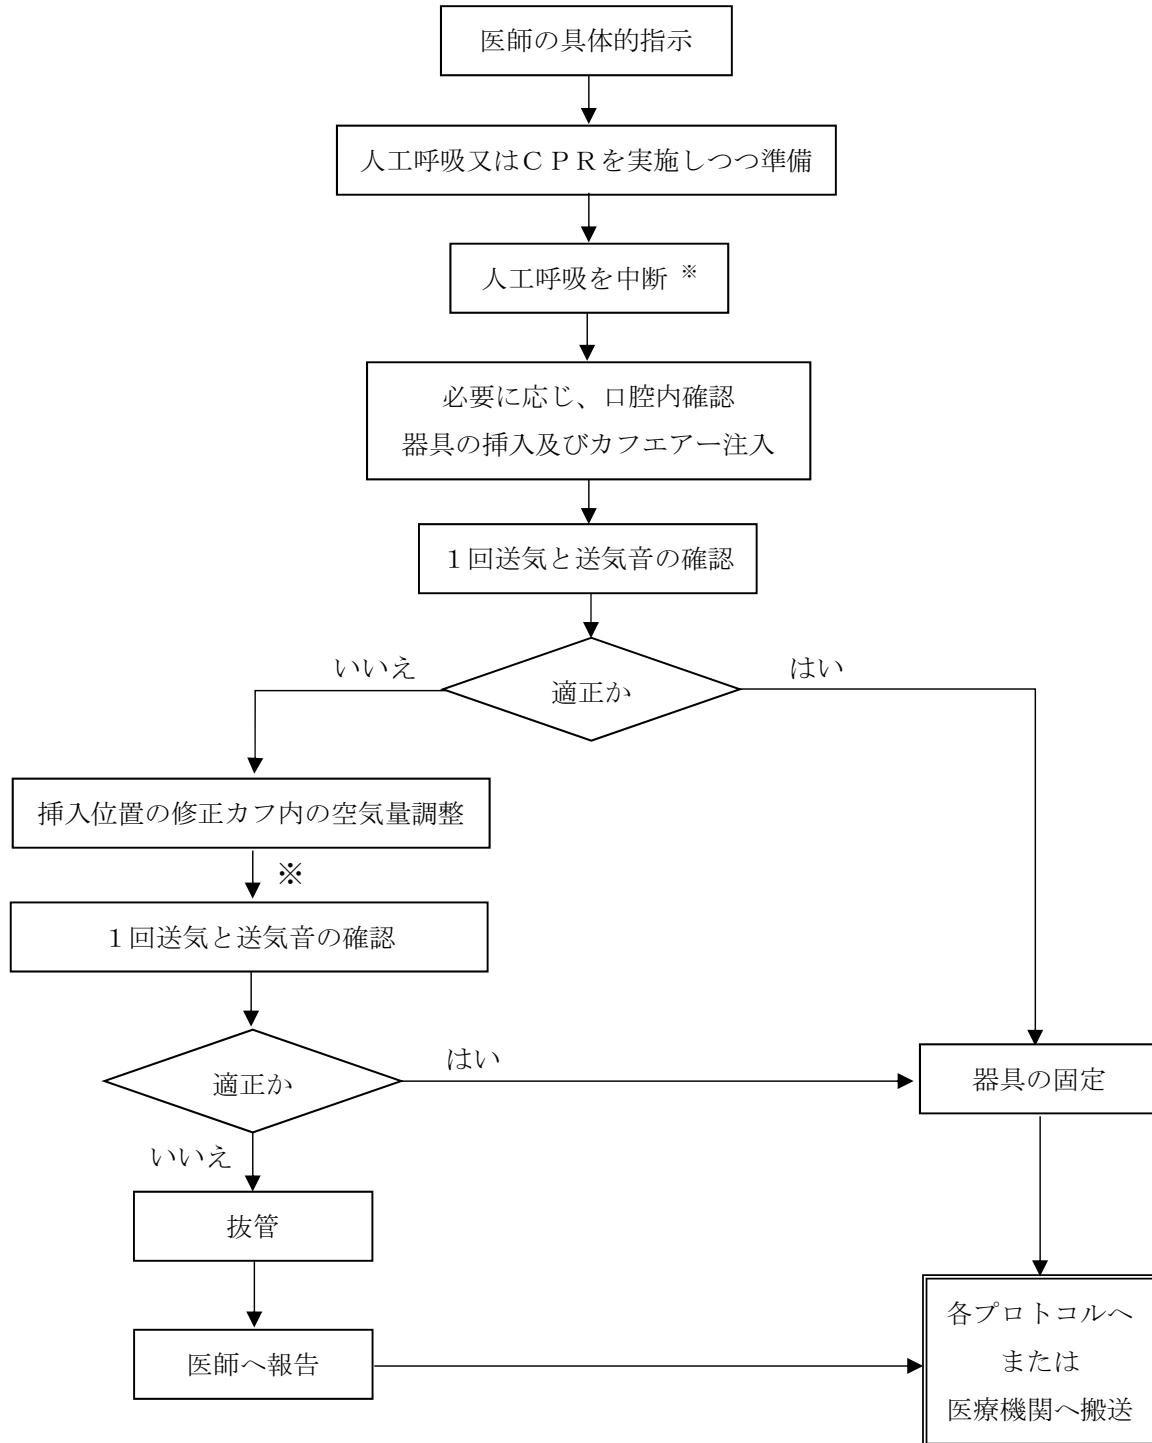 医師の具体的指示
人工呼吸又はＣＰＲを実施しつつ準備
人工呼吸を中断 ※
必要に応じ、口腔内確認
器具の挿入及びカフエアー注入
１回送気と送気音の確認
いいえ
はい
適正か
挿入位置の修正カフ内の空気量調整
※
１回送気と送気音の確認
はい
適正か
器具の固定
いいえ
抜管
各プロトコルへ
または
医療機関へ搬送
医師へ報告